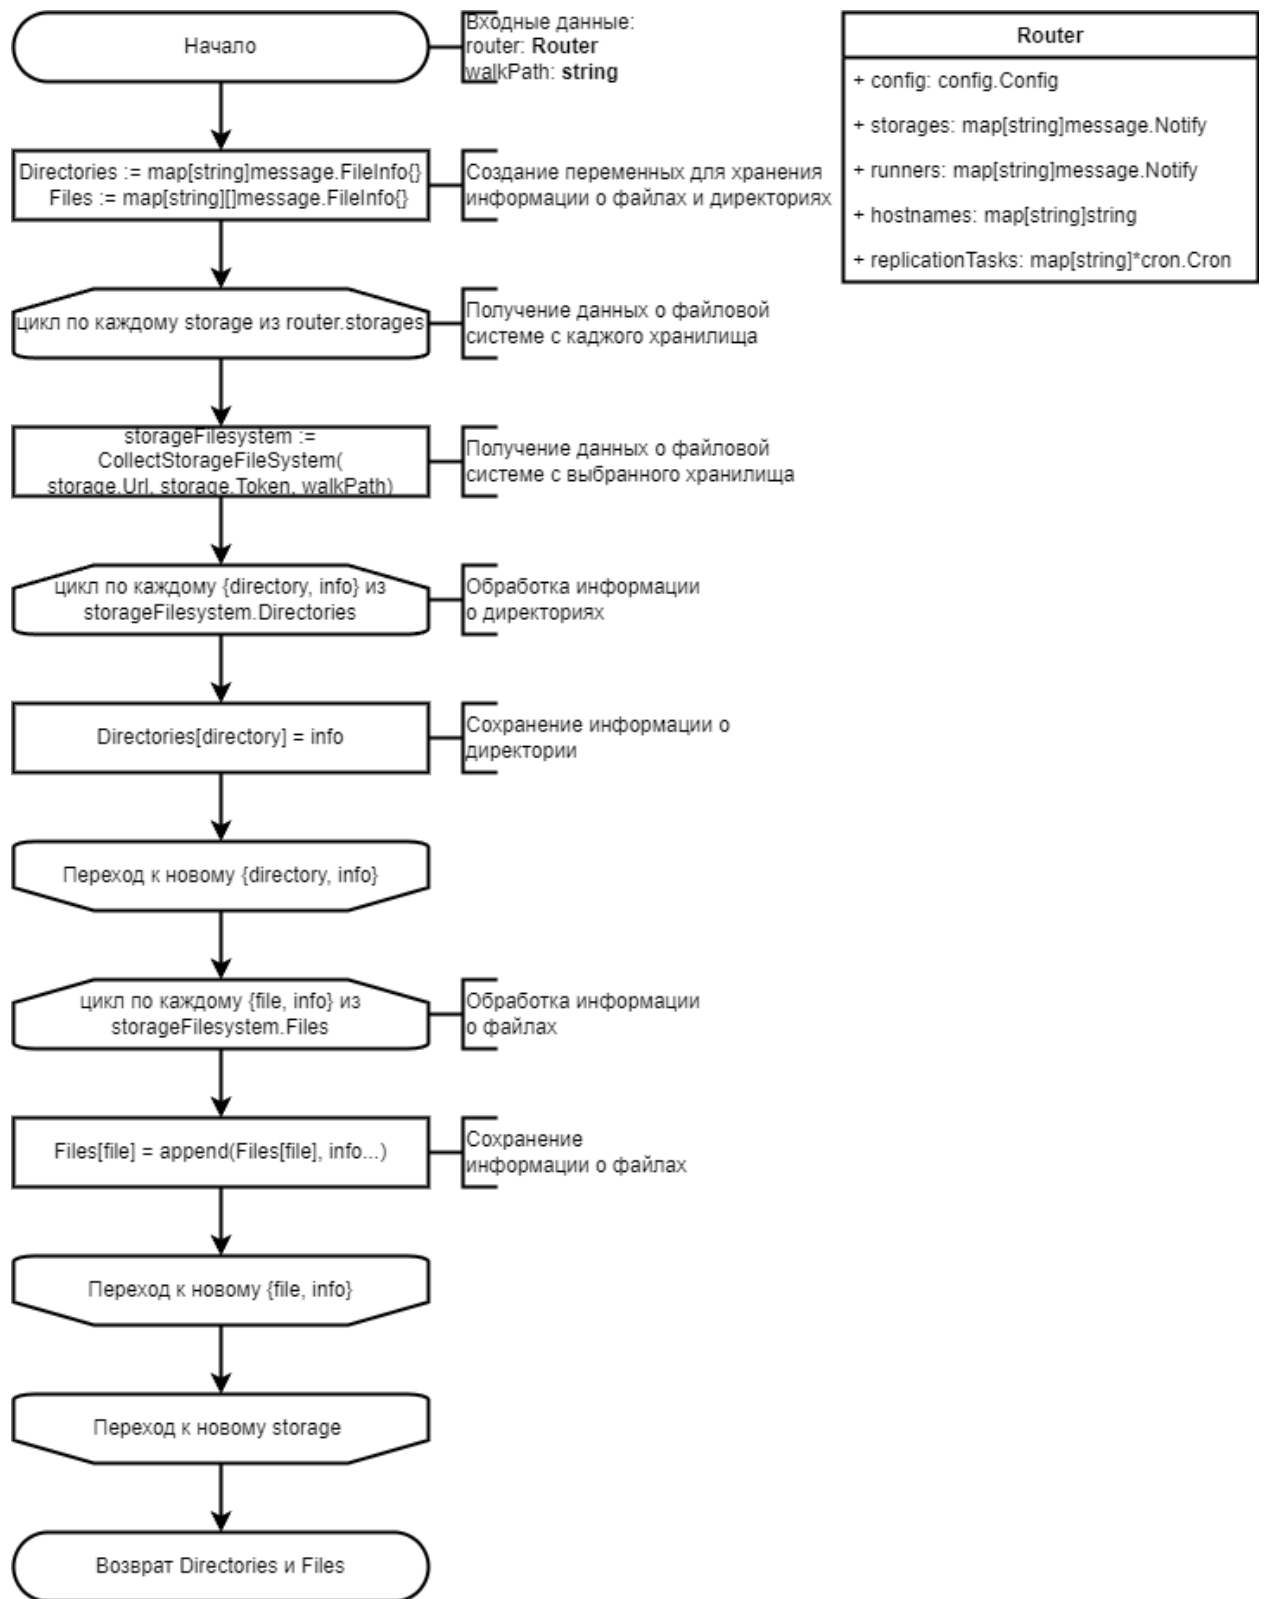 Начало
Входные данные:
router: Router
walkPath: string
Router
+ config: config.Config
+ storages: map[string]message.Notify
+ runners: map[string]message.Notify
+ hostnames: map[string]string
+ replicationTasks: map[string]*cron.Cron
Directories := map[string]message.FileInfo{}
Files := map[string][]message.FileInfo{}
Создание переменных для хранения
информации о файлах и директориях
цикл по каждому storage из router.storages
Получение данных о файловой
системе с каджого хранилища
storageFilesystem :=
CollectStorageFileSystem(
storage.Url, storage.Token, walkPath)
Получение данных о файловой
системе с выбранного хранилища
цикл по каждому {directory, info} из
storageFilesystem.Directories
Обработка информации
о директориях
Directories[directory] = info
Сохранение информации о
директории
Переход к новому {directory, info}
цикл по каждому {file, info} из
storageFilesystem.Files
Обработка информации
о файлах
Files[file] = append(Files[file], info...)
Сохранение
информации о файлах
Переход к новому {file, info}
Переход к новому storage
Возврат Directories и Files